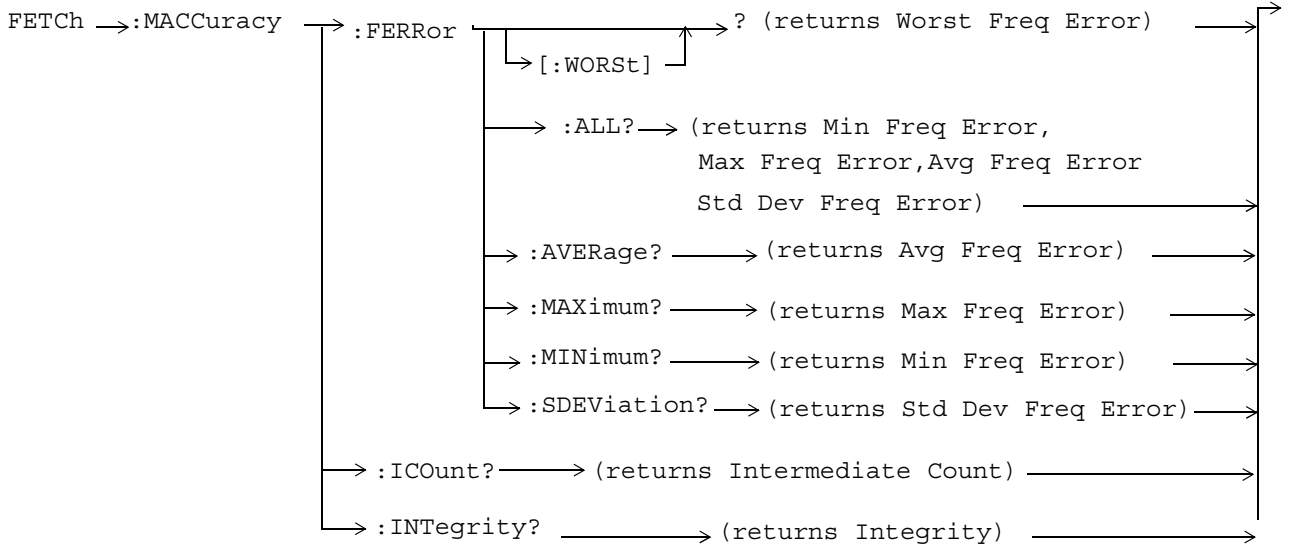 FETCh :MACCuracy :FERRor ? (returns Worst Freq Error)
[:WORSt]
:ALL? (returns Min Freq Error,
Max Freq Error,Avg Freq Error
Std Dev Freq Error)
:AVERage? (returns Avg Freq Error)
:MAXimum? (returns Max Freq Error)
:MINimum? (returns Min Freq Error)
:SDEViation? (returns Std Dev Freq Error)
:ICOunt? (returns Intermediate Count)
:INTegrity? (returns Integrity)